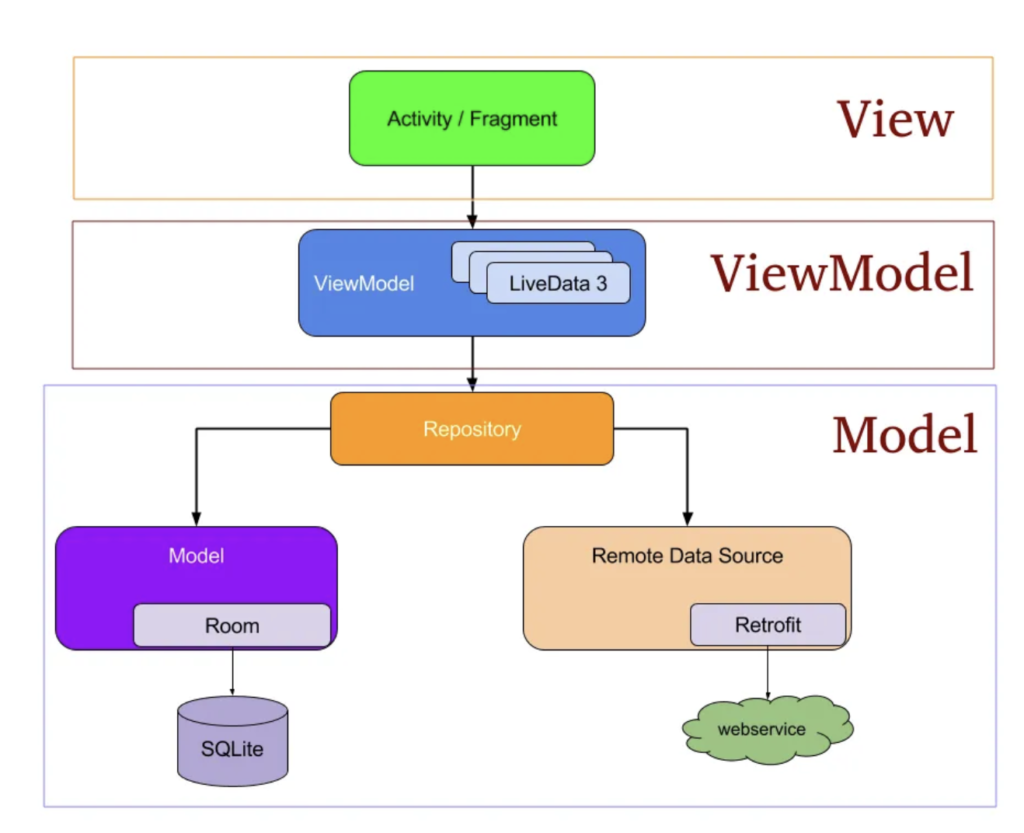 Activity / Fragment
View
ViewModel
LiveData 3
ViewModel
Repository
Model
Model
Room
Remote Data Source
Retrofit
SQLite
webservice